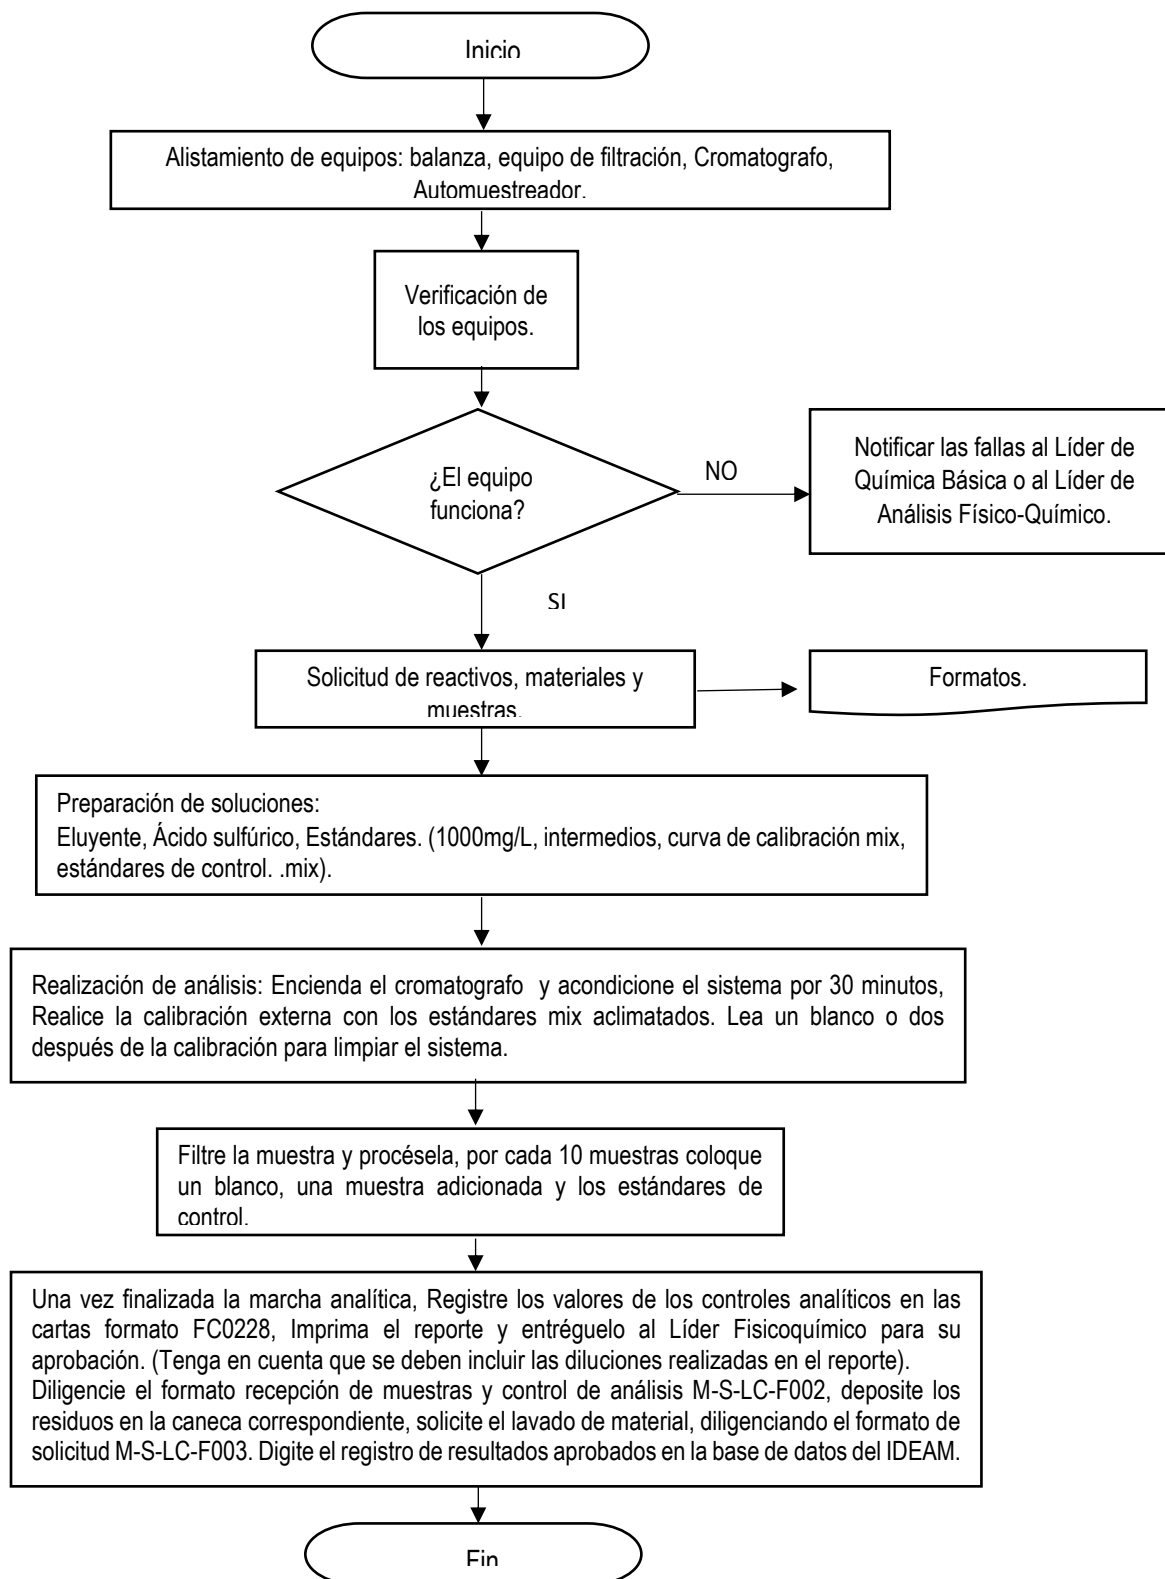 Inicio
Alistamiento de equipos: balanza, equipo de filtración, Cromatografo,
Automuestreador.
Verificación de
los equipos.
¿El equipo
funciona?
NO
Notificar las fallas al Líder de
Química Básica o al Líder de
Análisis Físico-Químico.
SI
Solicitud de reactivos, materiales y
muestras.
Formatos.
Preparación de soluciones:
Eluyente, Ácido sulfúrico, Estándares. (1000mg/L, intermedios, curva de calibración mix,
estándares de control. .mix).
Realización de análisis: Encienda el cromatografo y acondicione el sistema por 30 minutos,
Realice la calibración externa con los estándares mix aclimatados. Lea un blanco o dos
después de la calibración para limpiar el sistema.
Filtre la muestra y procésela, por cada 10 muestras coloque
un blanco, una muestra adicionada y los estándares de
control.
Una vez finalizada la marcha analítica, Registre los valores de los controles analíticos en las
cartas formato FC0228, Imprima el reporte y entréguelo al Líder Fisicoquímico para su
aprobación. (Tenga en cuenta que se deben incluir las diluciones realizadas en el reporte).
Diligencie el formato recepción de muestras y control de análisis M-S-LC-F002, deposite los
residuos en la caneca correspondiente, solicite el lavado de material, diligenciando el formato de
solicitud M-S-LC-F003. Digite el registro de resultados aprobados en la base de datos del IDEAM.
Fin